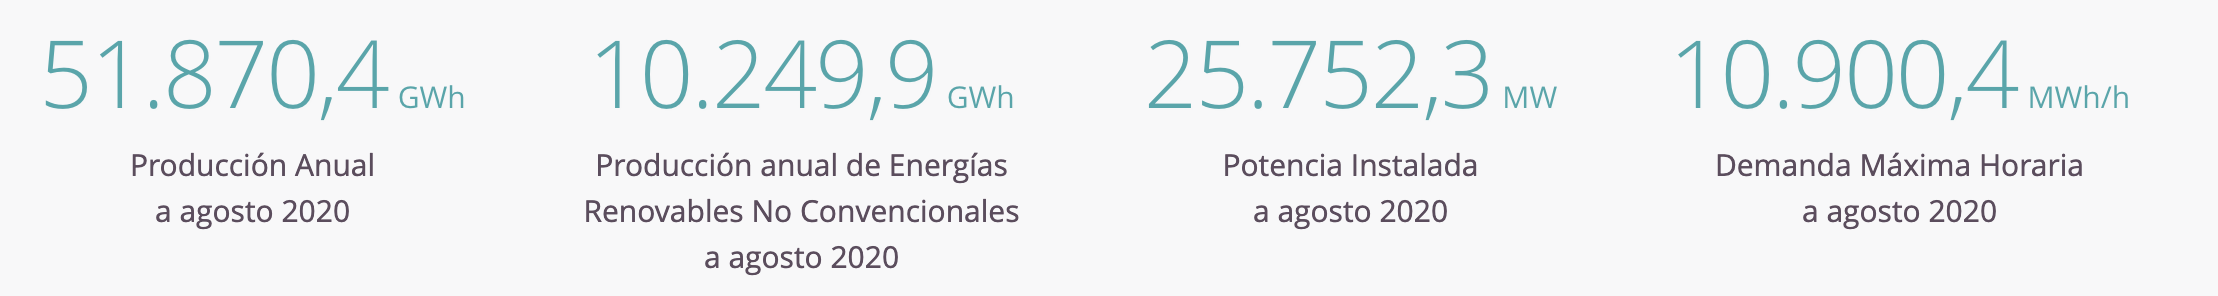 51.870,4 GWh
Producción Anual
a agosto 2020
10.249,9 GWh
Producción anual de Energías
Renovables No Convencionales
a agosto 2020
25.752,3 MW
Potencia Instalada
a agosto 2020
10.900,4 MWh/h
Demanda Máxima Horaria
a agosto 2020